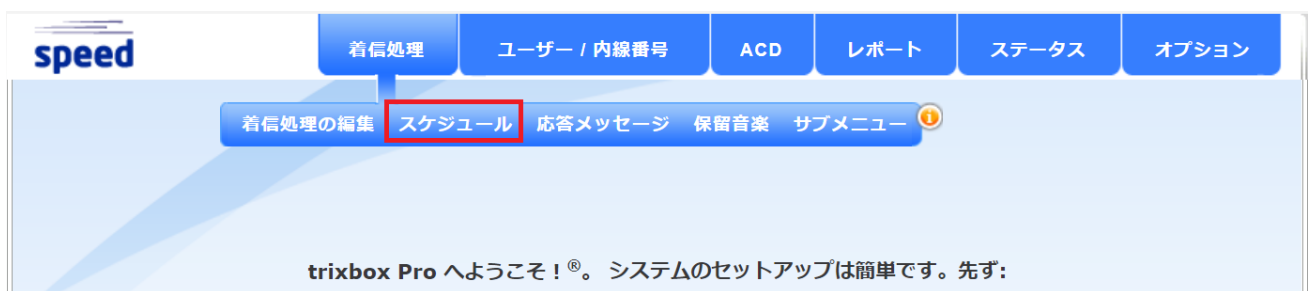 speed 着信処理 ユーザー / 内線番号 ACD レポート ステータス オプション
着信処理の編集 スケジュール 応答メッセージ 保留音楽 サブメニュー i
trixbox Pro へようこそ！®。 システムのセットアップは簡単です。先ず: